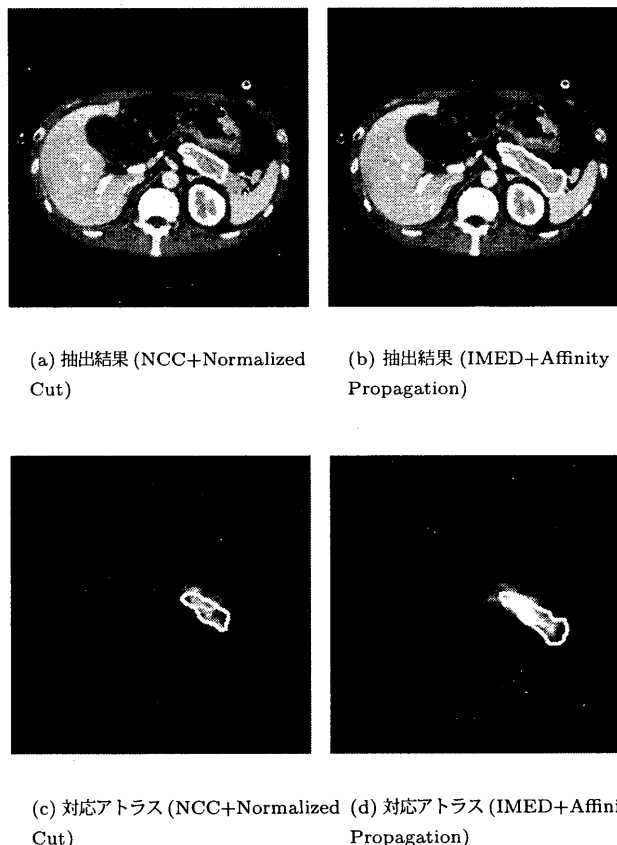 (a) 抽出結果 (NCC+Normalized
Cut)
(b) 抽出結果 (IMED+Affinity
Propagation)
(c) 対応アトラス (NCC+Normalized
Cut)
(d) 対応アトラス (IMED+Affini
Propagation)